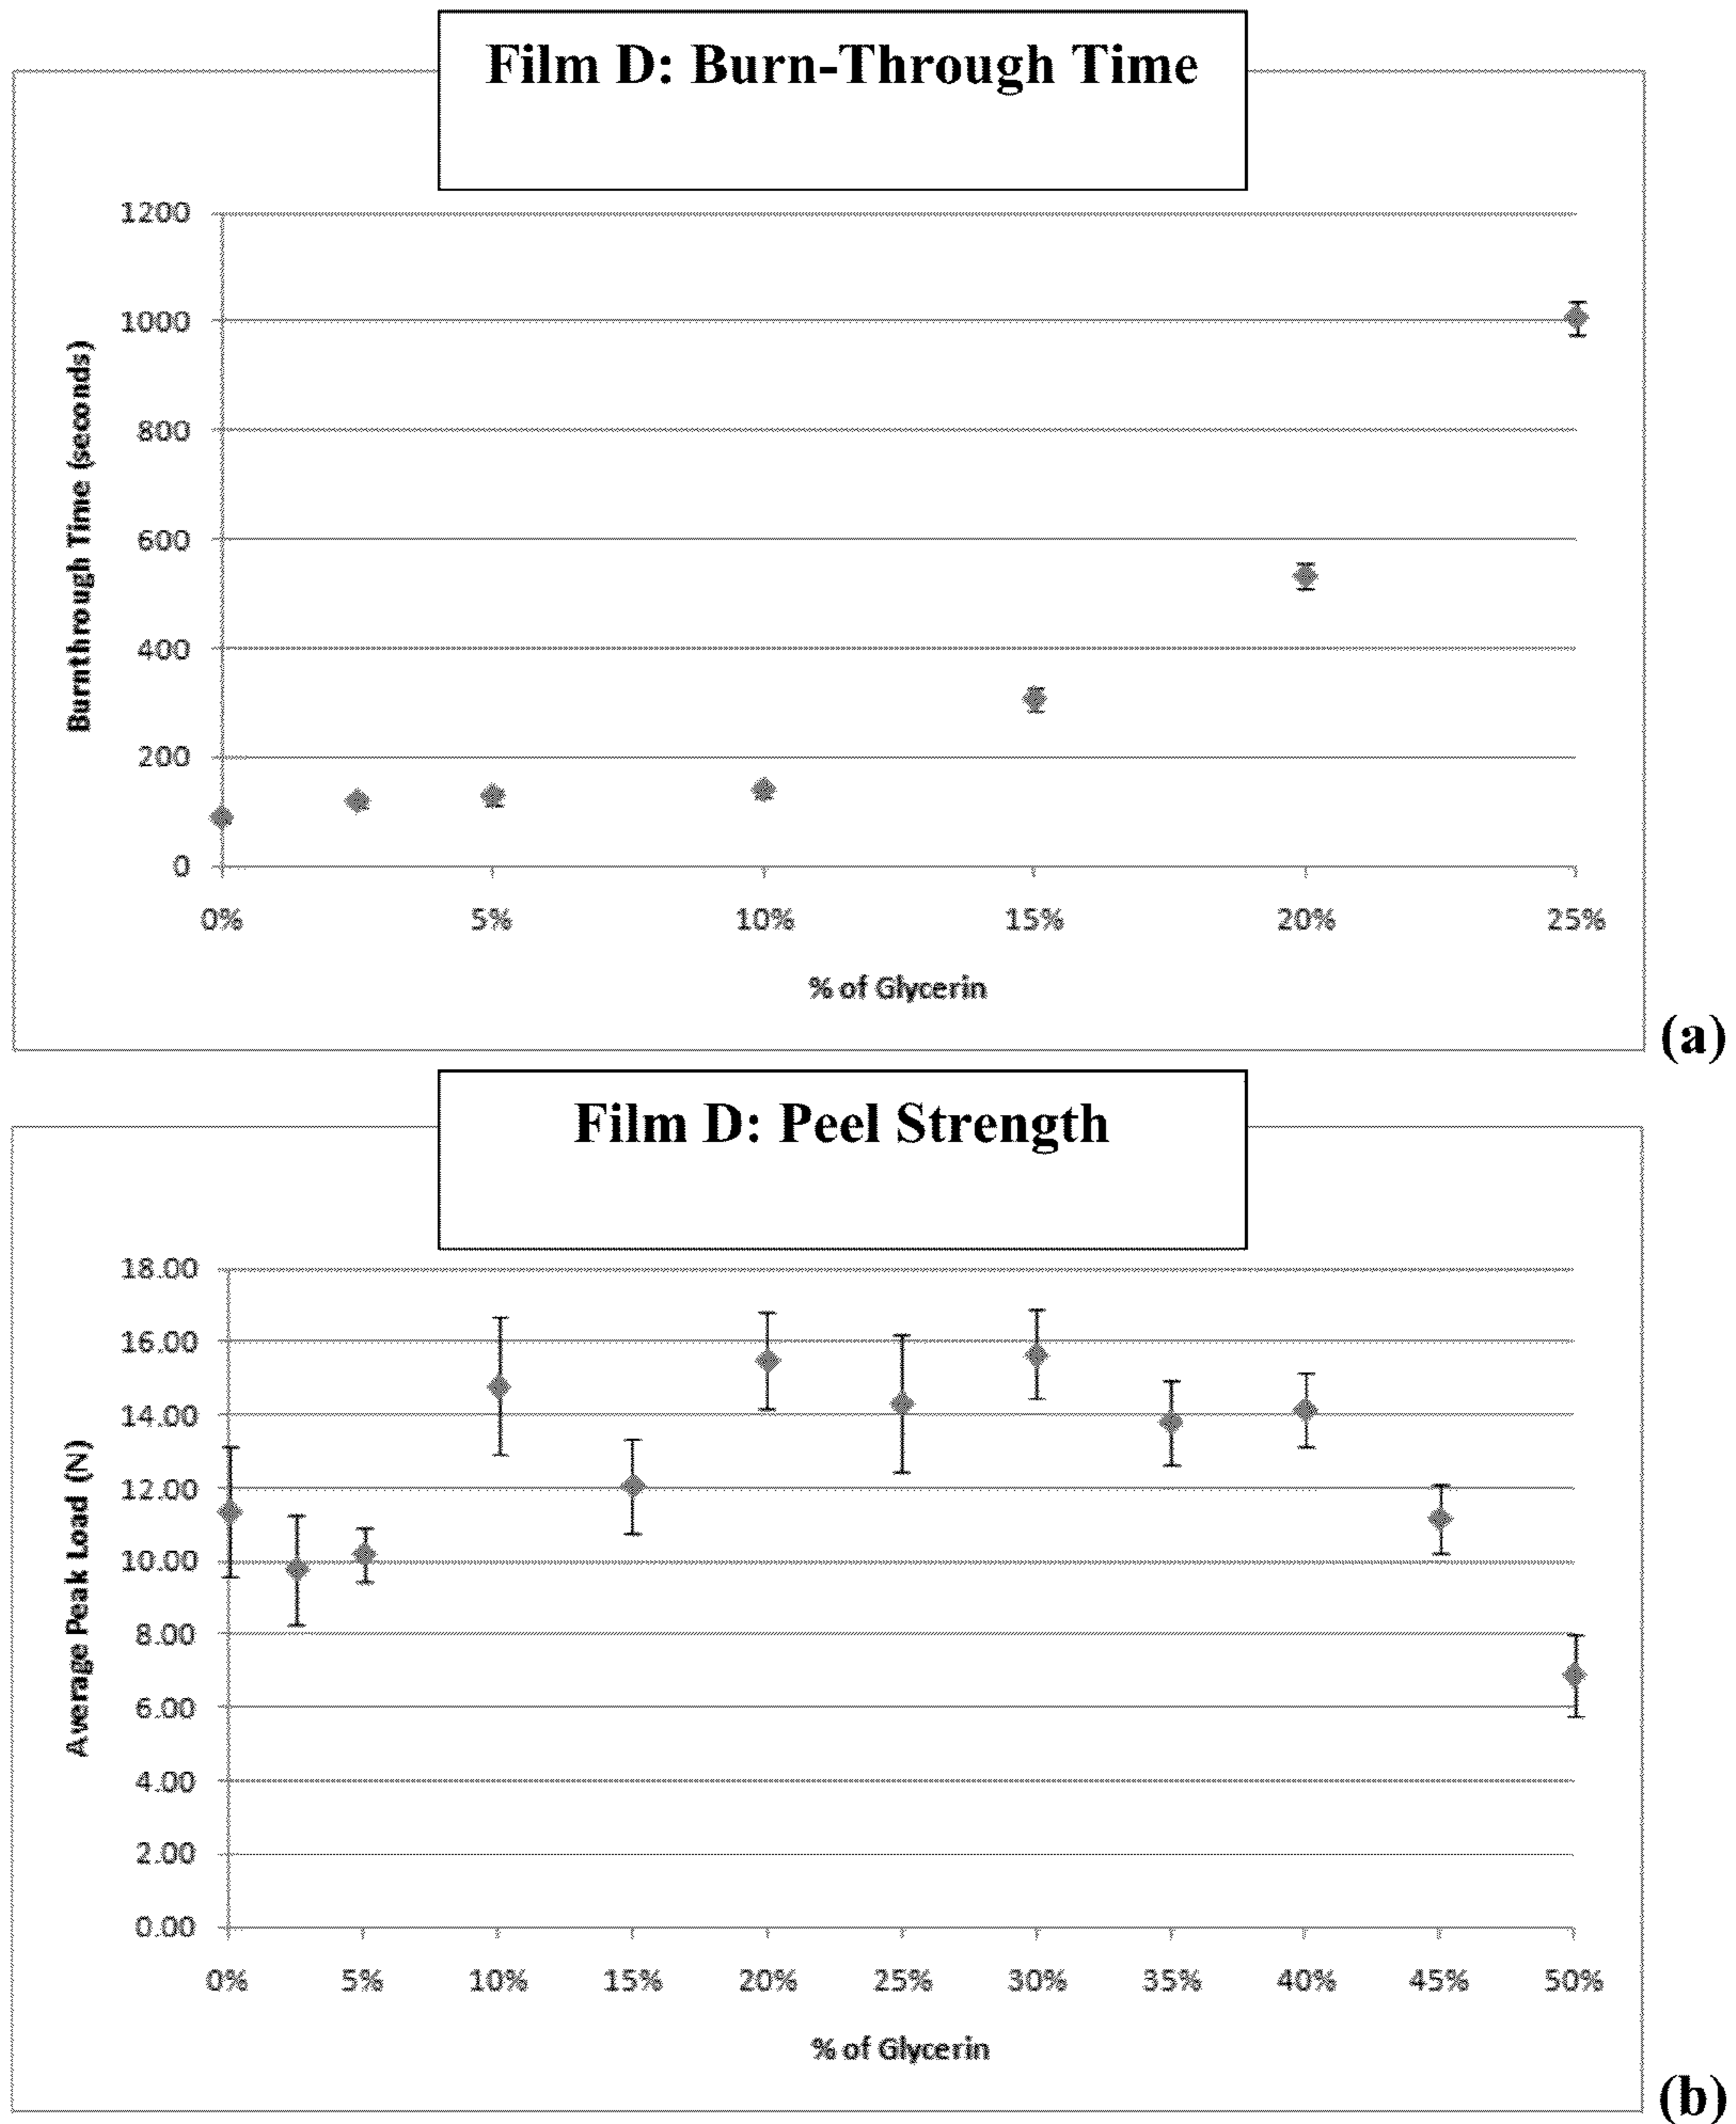 Film D: Burn-Through Time
1200
1000
800
600
400
200
0
Burnthrough Time (seconds)
0% 5% 10% 15% 20% 25%
% of Glycerin
(a)
Film D: Peel Strength
18.00
16.00
14.00
12.00
10.00
8.00
6.00
4.00
2.00
0.00
Average Peak Load (N)
0% 5% 10% 15% 20% 25% 30% 35% 40% 45% 50%
% of Glycerin
(b)